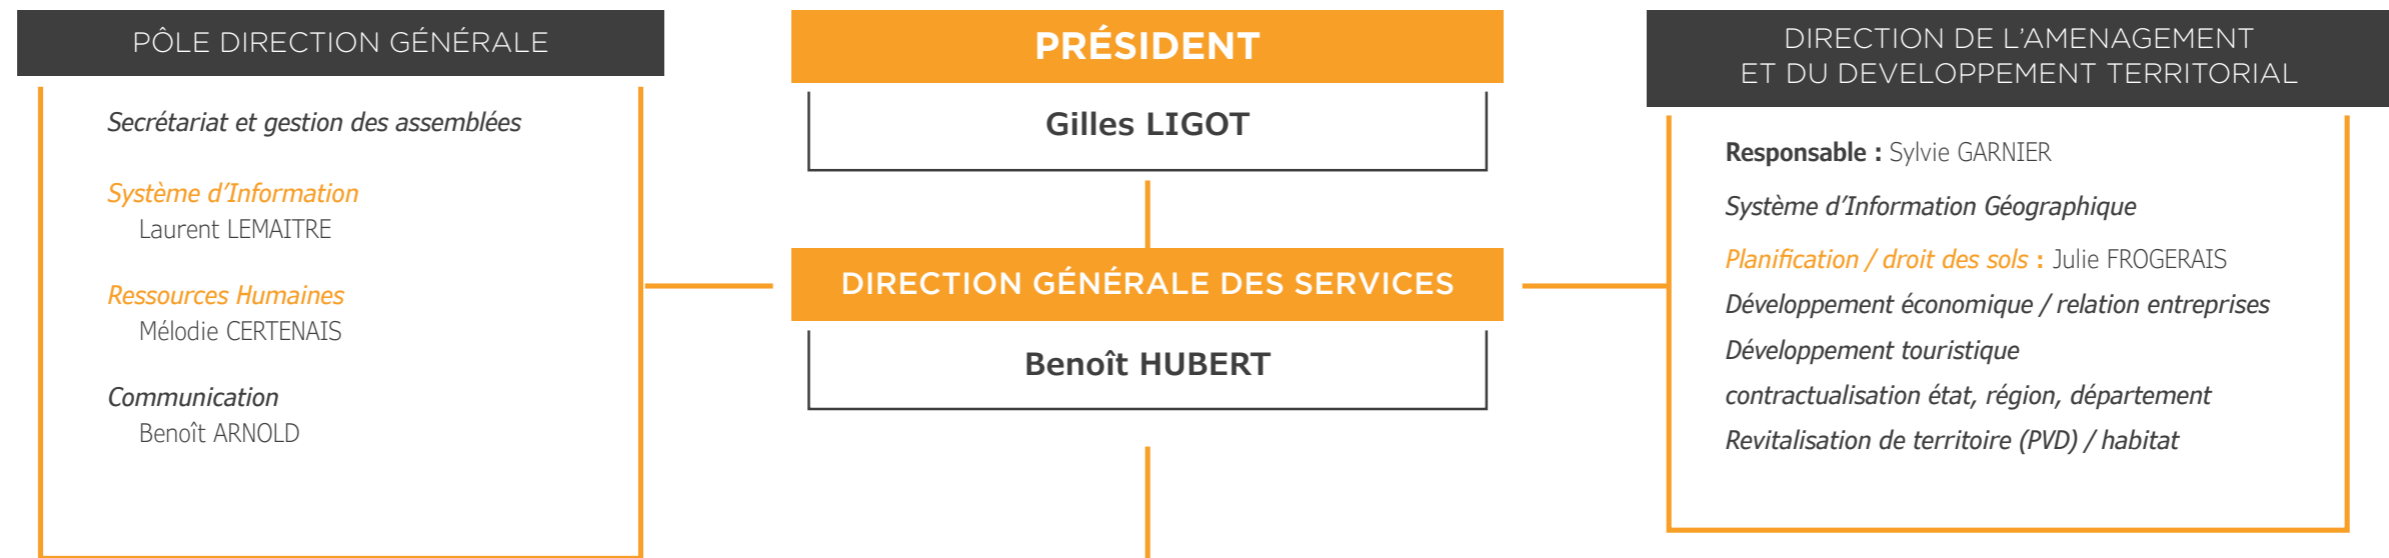 PÔLE DIRECTION GÉNÉRALE
Secrétariat et gestion des assemblées
Système d’Information
Laurent LEMAITRE
Ressources Humaines
Mélodie CERTENAIS
Communication
Benoît ARNOLD
PRÉSIDENT
Gilles LIGOT
DIRECTION GÉNÉRALE DES SERVICES
Benoît HUBERT
DIRECTION DE L’AMENAGEMENT
ET DU DEVELOPPEMENT TERRITORIAL
Responsable : Sylvie GARNIER
Système d’Information Géographique
Planification / droit des sols : Julie FROGERAIS
Développement économique / relation entreprises
Développement touristique
contractualisation état, région, département
Revitalisation de territoire (PVD) / habitat